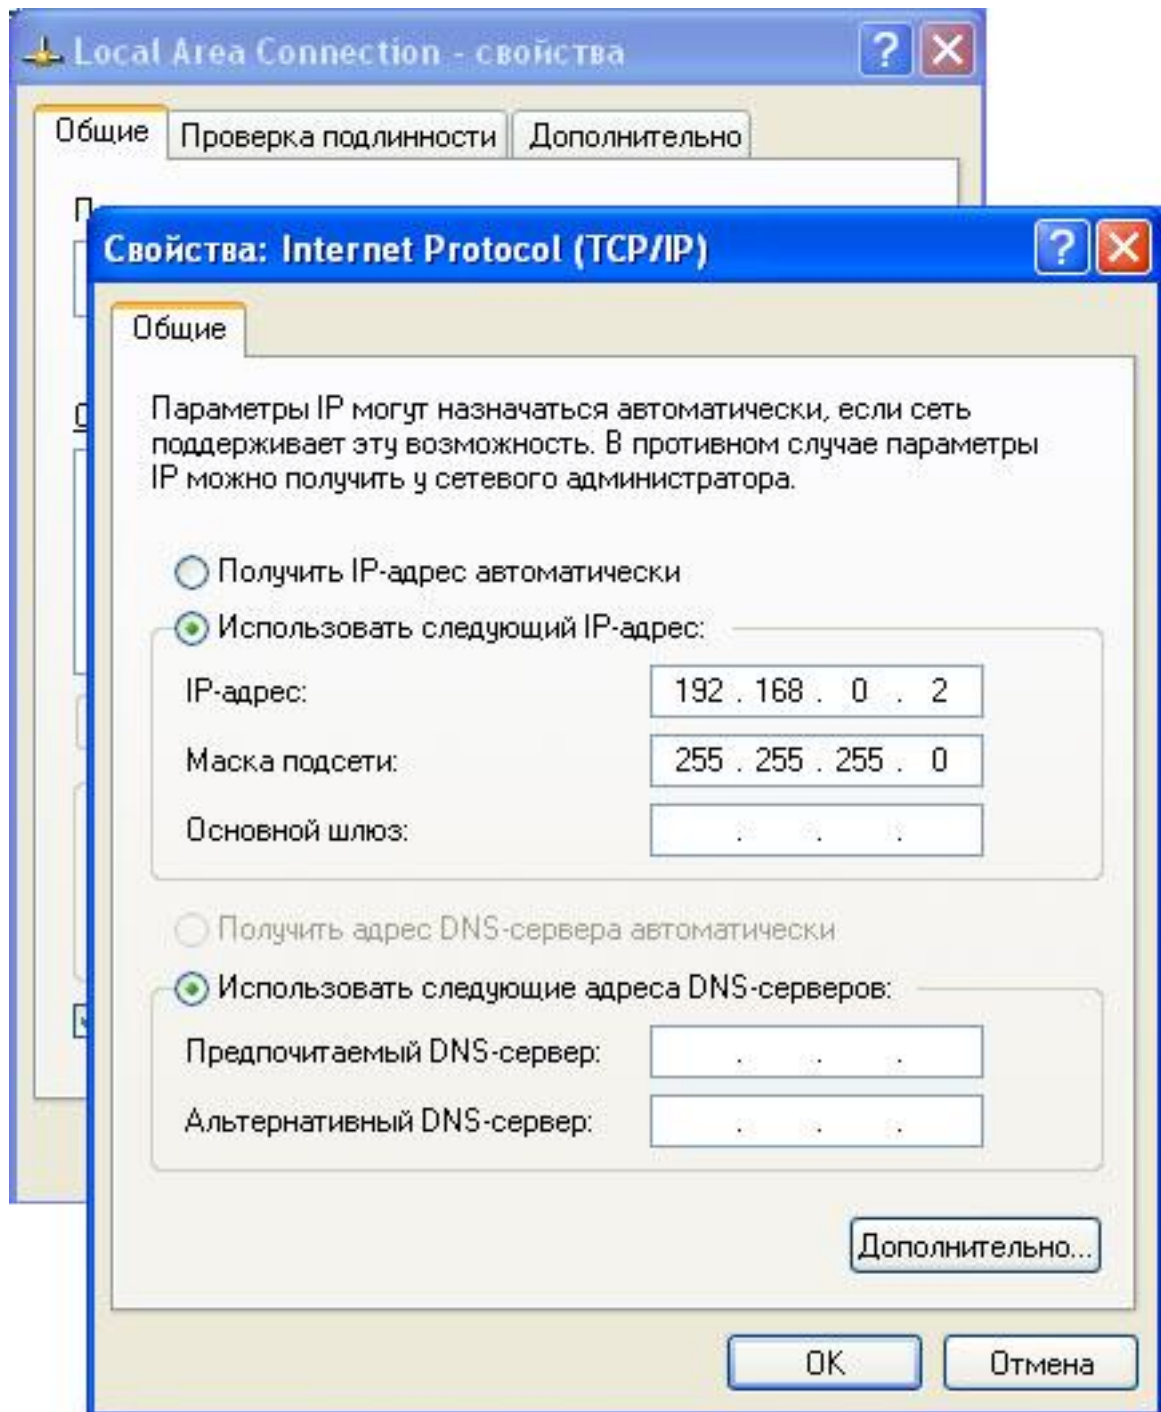 Local Area Connection - свойства
Общие
Проверка подлинности
Дополнительно
Свойства: Internet Protocol (TCP/IP)
Общие
Параметры IP могут назначаться автоматически, если сеть
поддерживает эту возможность. В противном случае параметры
IP можно получить у сетевого администратора.
Получить IP-адрес автоматически
Использовать следующий IP-адрес:
IP-адрес: 192 . 168 . 0 . 2
Маска подсети: 255 . 255 . 255 . 0
Основной шлюз: . . .
Получить адрес DNS-сервера автоматически
Использовать следующие адреса DNS-серверов:
Предпочитаемый DNS-сервер: . . .
Альтернативный DNS-сервер: . . .
Дополнительно...
OK
Отмена